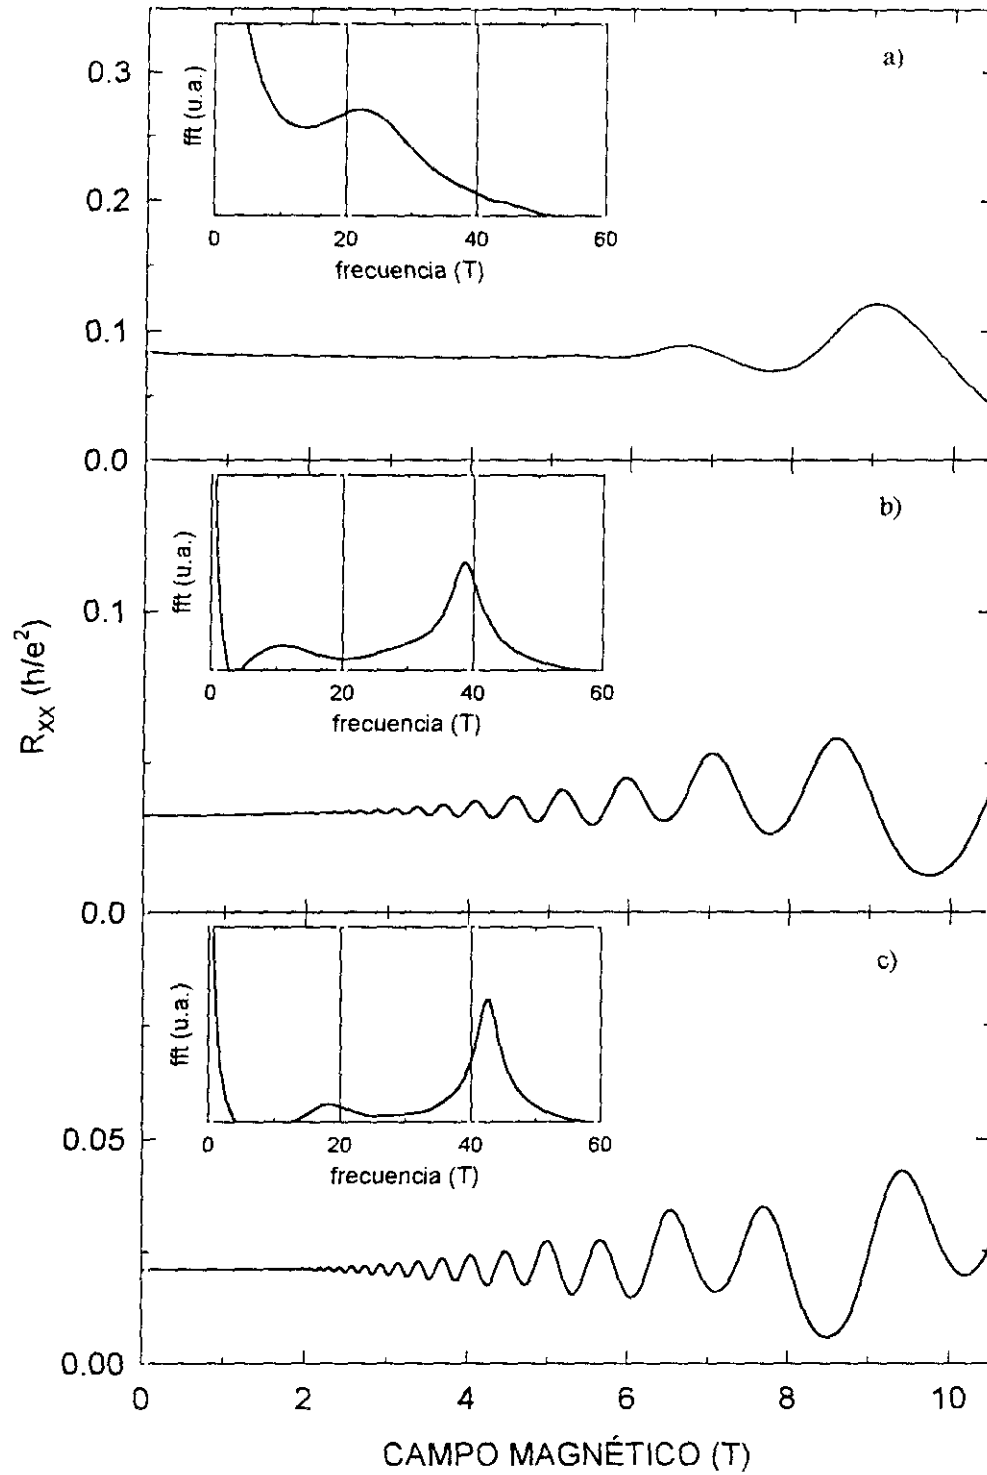 a)
0.3
0.2
0.1
0.0
fft (u.a.)
0 20 40 60
frecuencia (T)
b)
0.1
0.0
fft (u.a.)
0 20 40 60
frecuencia (T)
R_XX (h/e²)
c)
0.05
0.00
fft (u.a.)
0 20 40 60
frecuencia (T)
0 2 4 6 8 10
CAMPO MAGNÉTICO (T)